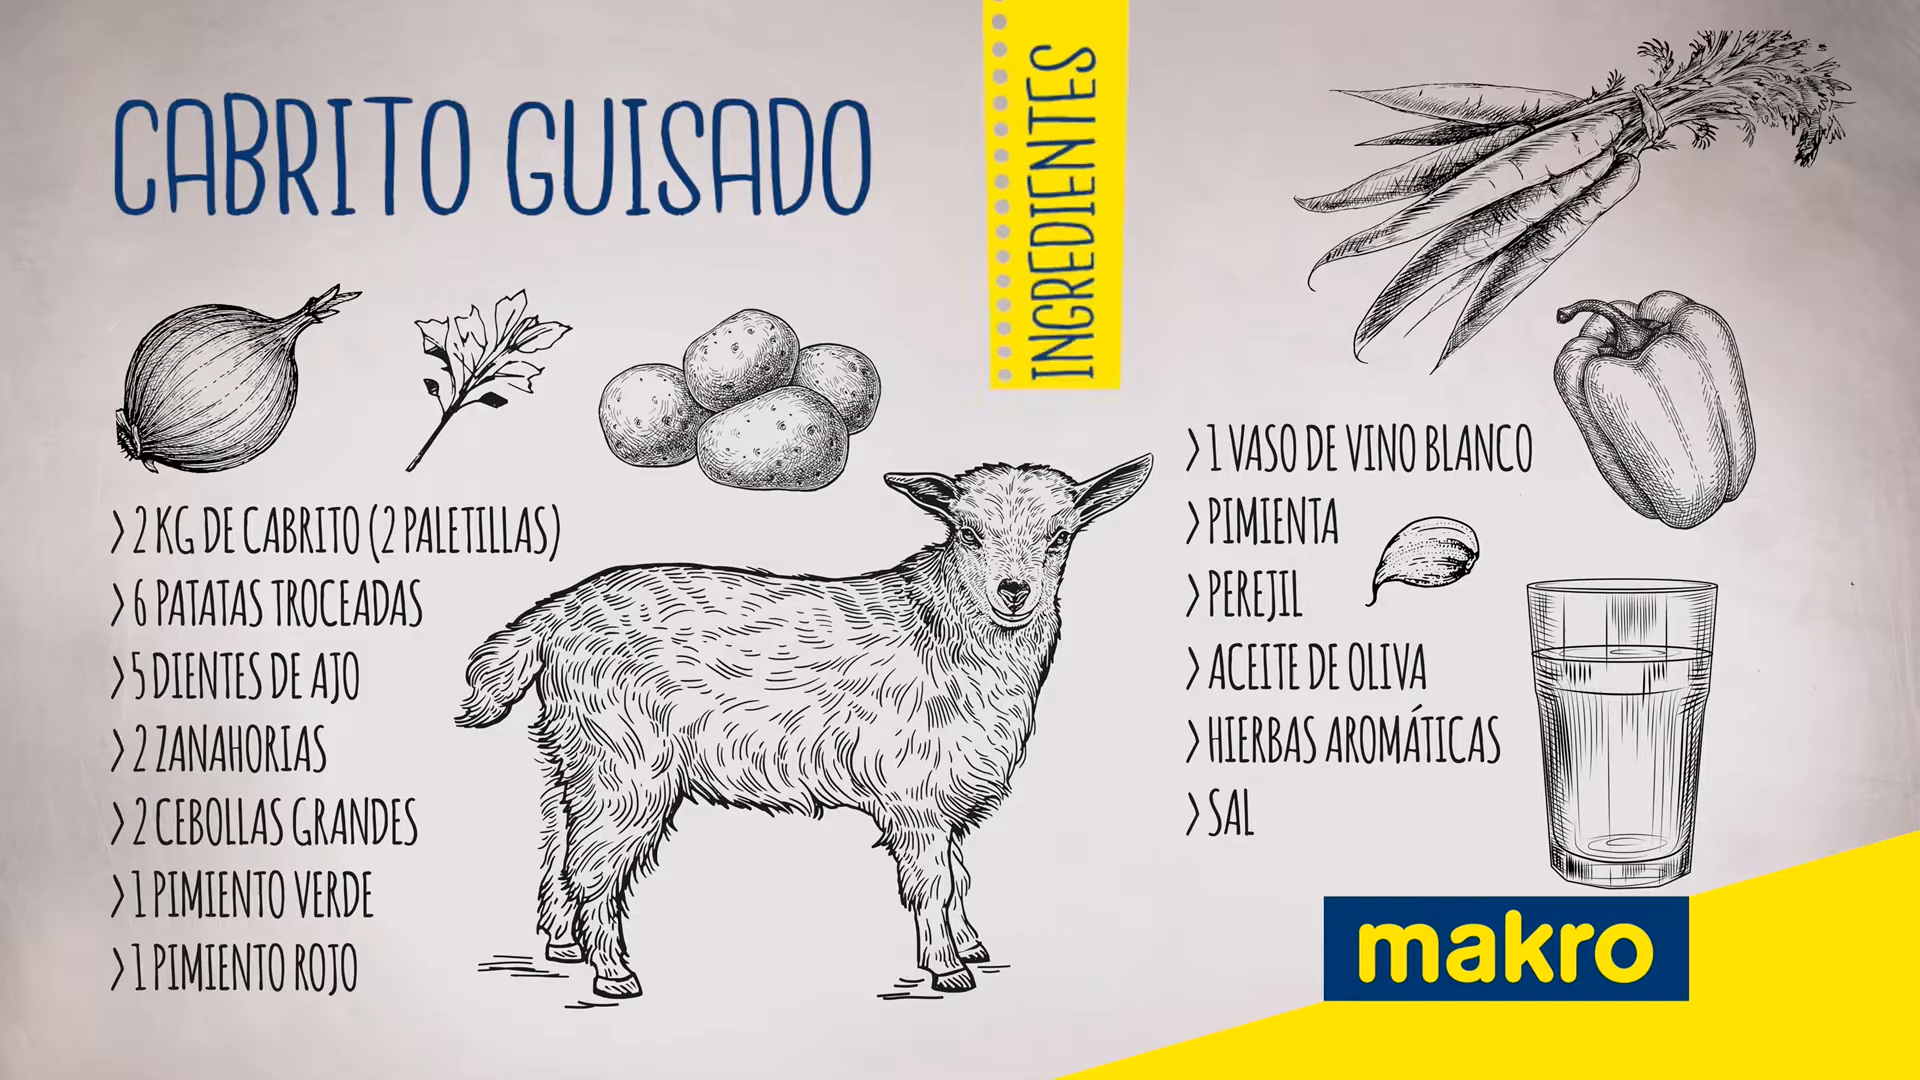 CABRITO GUISADO
INGREDIENTES
> 2 KG DE CABRITO (2 PALETILLAS)
> 6 PATATAS TROCEADAS
> 5 DIENTES DE AJO
> 2 ZANAHORIAS
> 2 CEBOLLAS GRANDES
> 1 PIMIENTO VERDE
> 1 PIMIENTO ROJO
> 1 VASO DE VINO BLANCO
> PIMIENTA
> PEREJIL
> ACEITE DE OLIVA
> HIERBAS AROMÁTICAS
> SAL
makro